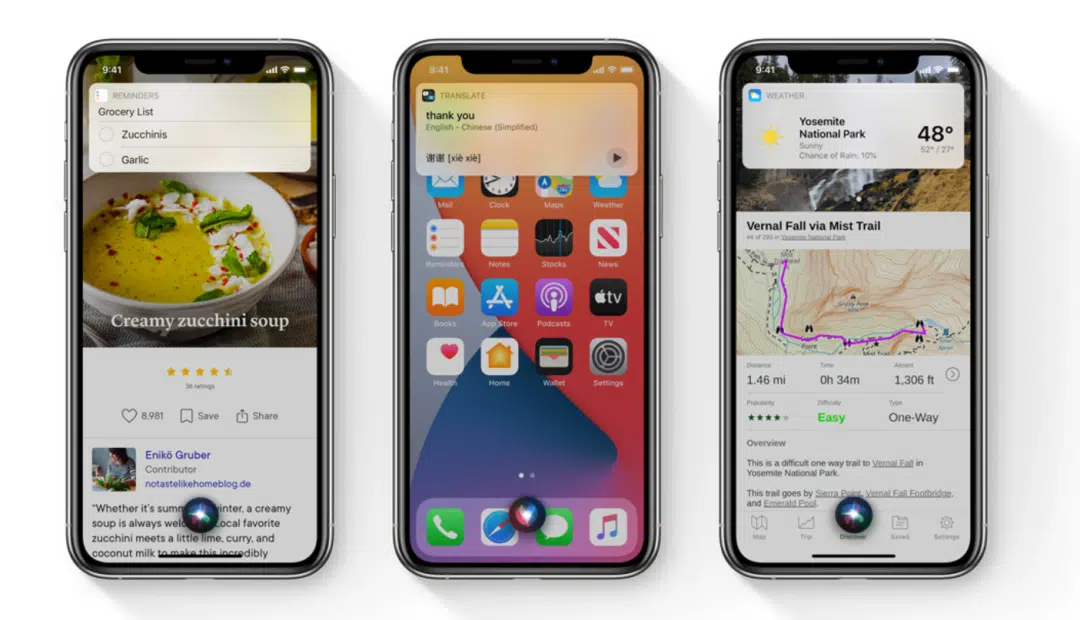 9:41
REMINDERS
Grocery List
Zucchinis
Garlic
Creamy zucchini soup
36 ratings
8,981
Save
Share
Enikö Gruber
Contributor
notastelikehomeblog.de
"Whether it's summer winter, a creamy
soup is always Local favorite
zucchini meets a little lime, curry, and
coconut milk to make this incredibly
9:41
TRANSLATE
thank you
English - Chinese (Simplified)
谢谢 [xiè xiè]
Mail
Clock
Maps
Weather
Reminders
Notes
Stocks
News
Books
App Store
Podcasts
tv
TV
Health
Home
Wallet
Settings
9:41
WEATHER
Yosemite
National Park
Sunny
Chance of Rain: 10%
48°
52° / 27°
Vernal Fall via Mist Trail
#4 of 290 in Yosemite National Park
Mist Trail
Distance
1.46 mi
Time
0h 34m
Ascent
1,306 ft
Popularity
Difficulty
Easy
Type
One-Way
Overview
This is a difficult one way trail to Vernal Fall in
Yosemite National Park.
This trail goes by Sierra Point, Vernal Fall Footbridge,
and Emerald Pool.
Map
Trip
Discover
Saved
Settings